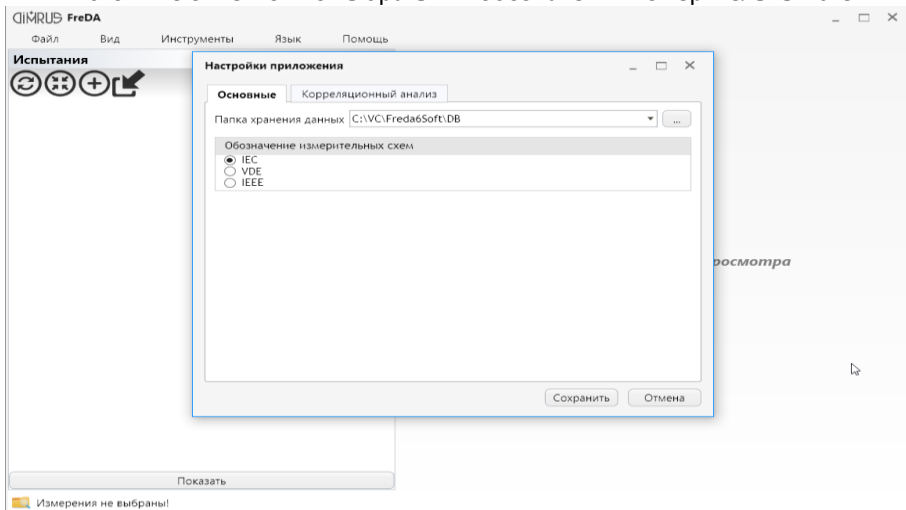 DIMRUS FreDA
Файл Вид Инструменты Язык Помощь
Испытания
Настройки приложения
Основные Корреляционный анализ
Папка хранения данных C:\VC\Freda6Soft\DB ...
Обозначение измерительных схем
IEC
VDE
IEEE
росмотра
Сохранить Отмена
Показать
Измерения не выбраны!